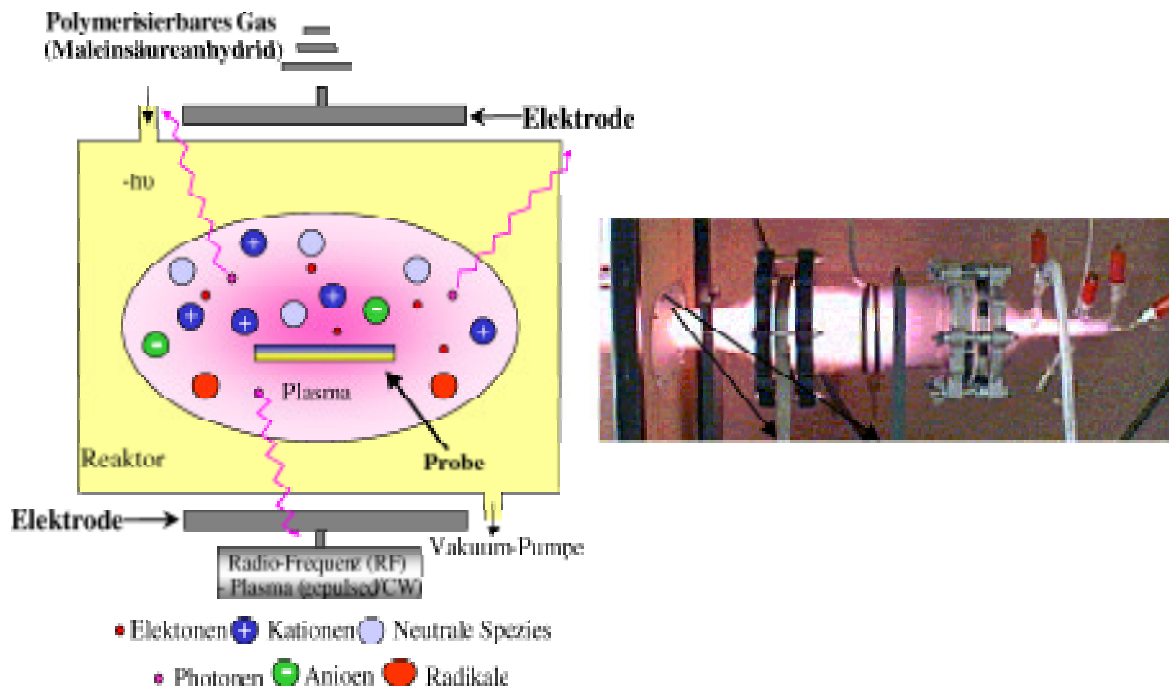 Polymerisierbares Gas
(Maleinsäureanhydrid)
Elektrode
-hυ
Plasma
Reaktor
Probe
Elektrode
Vakuum-Pumpe
Radio-Frequenz (RF)
- Plasma (gepulsed/CW)
Elektonen Kationen Neutrale Spezies
Photonen Anioen Radikale